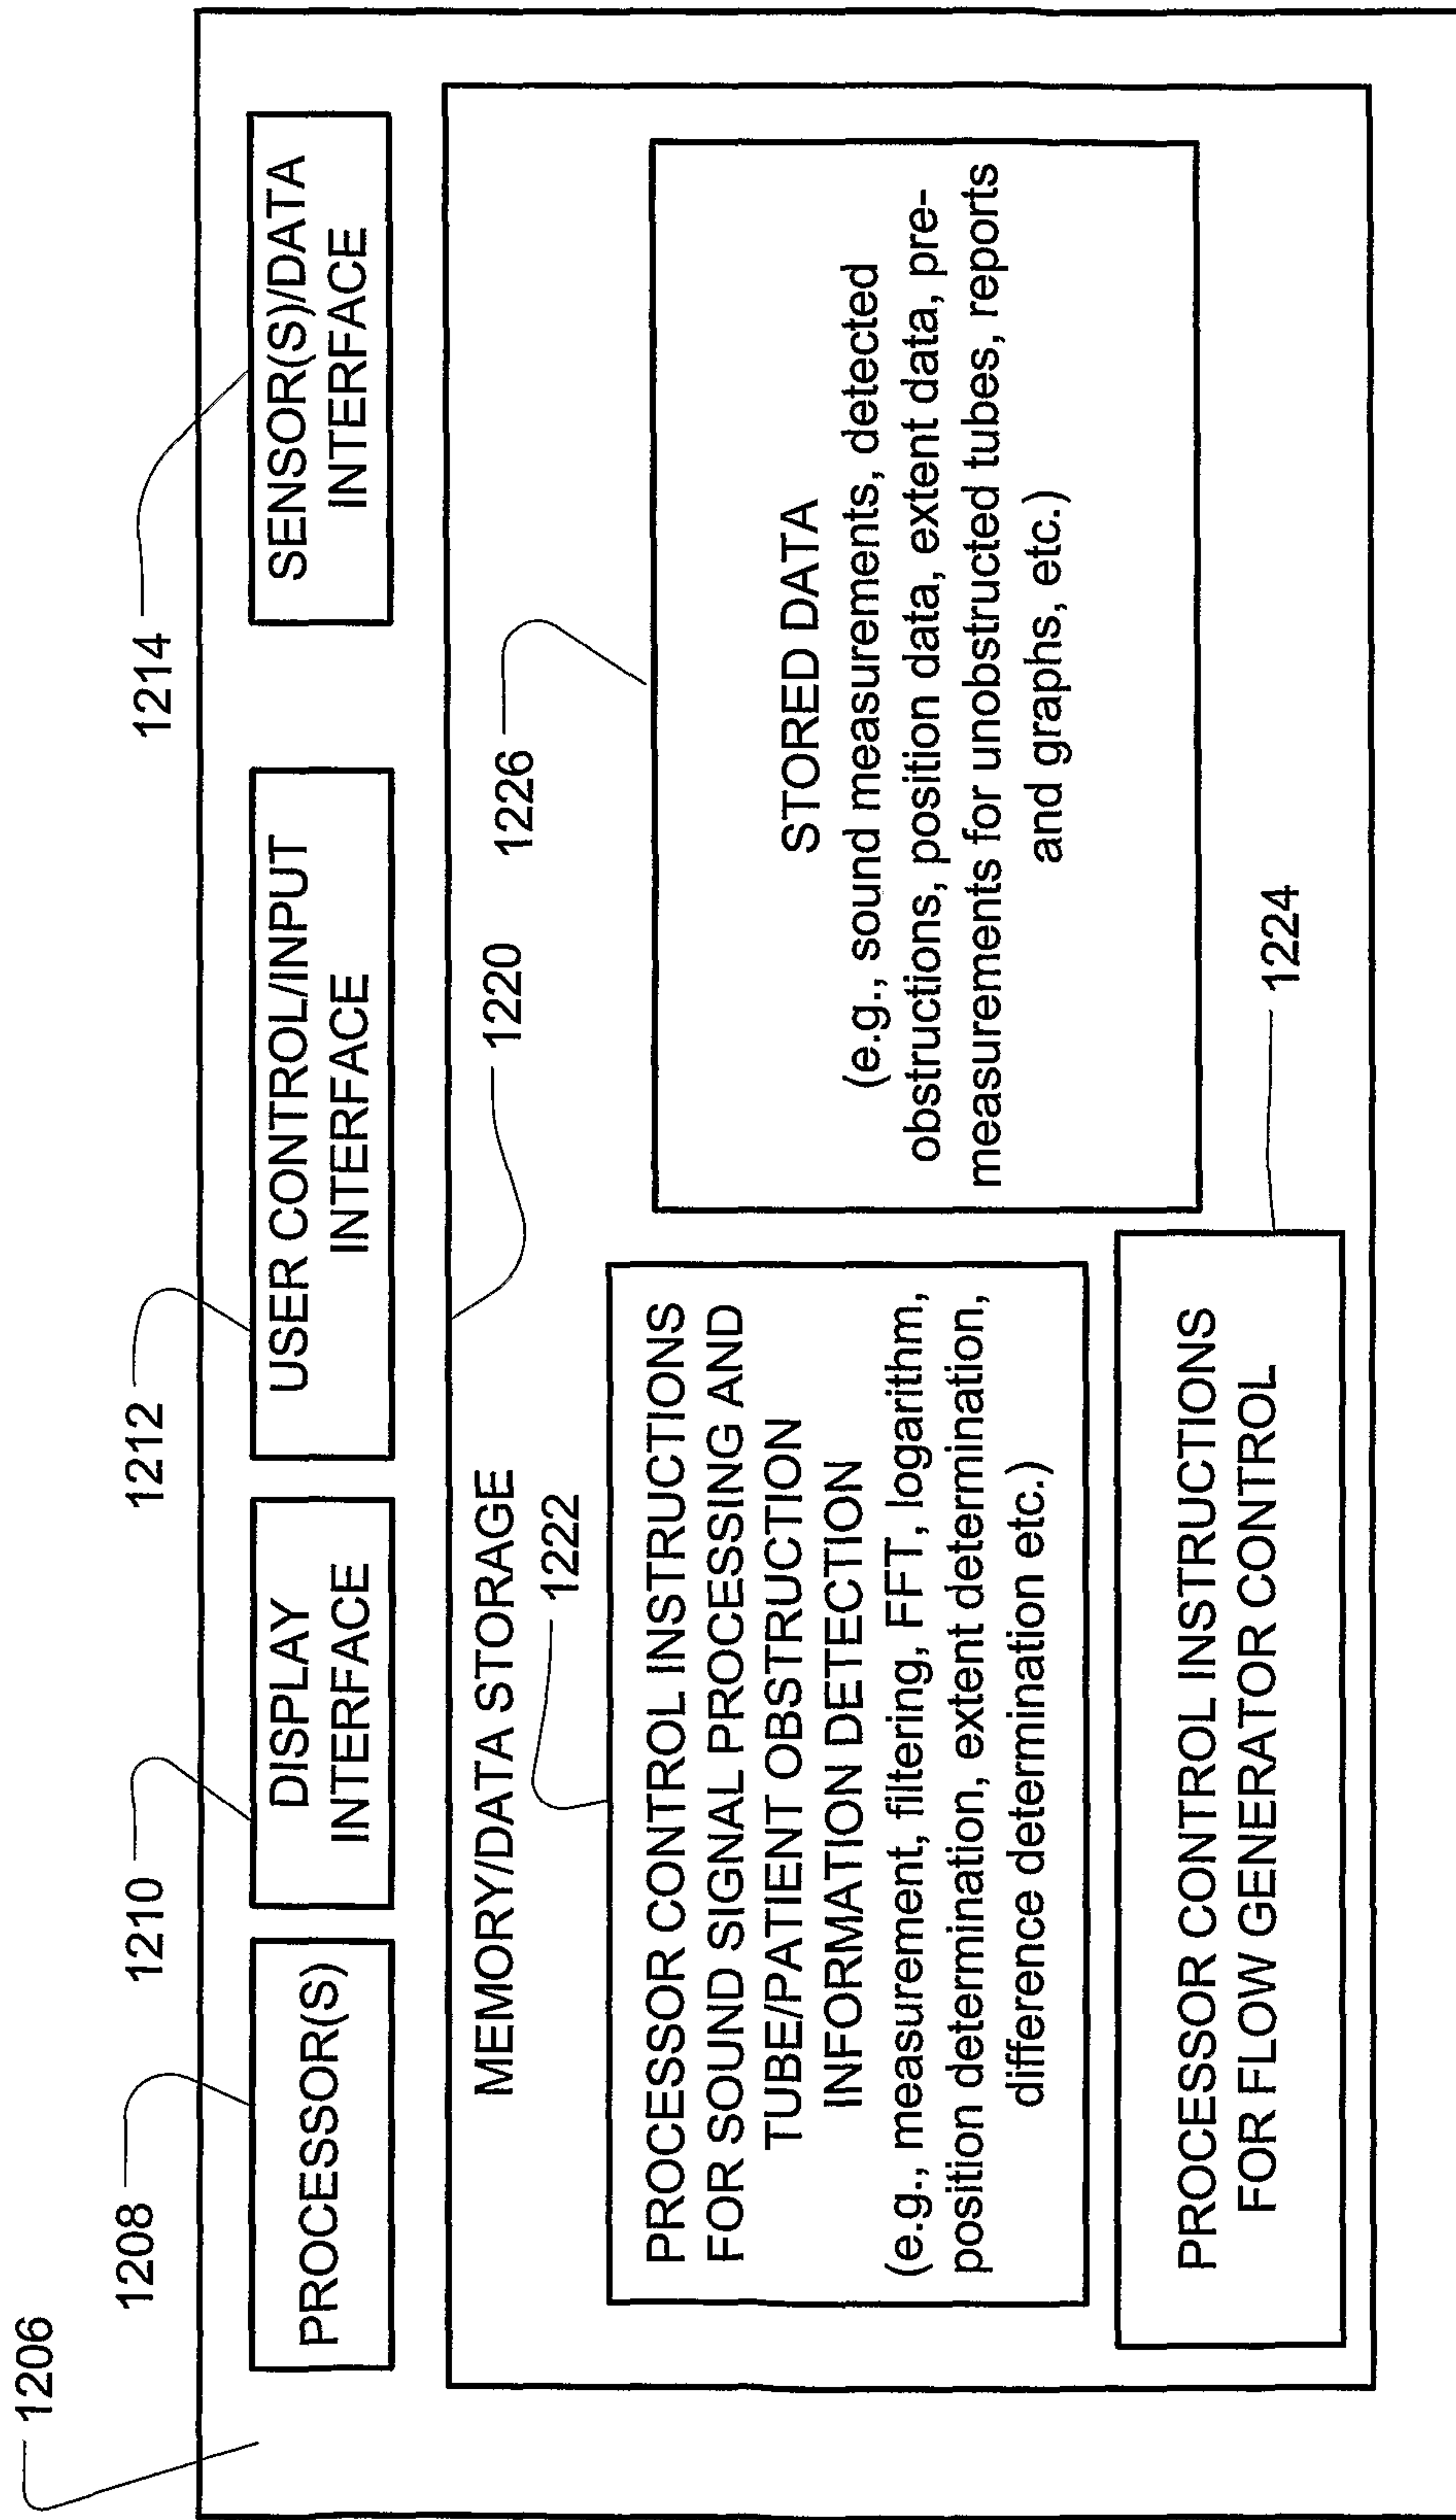 1206
1208
PROCESSOR(S)
1210
DISPLAY
INTERFACE
1212
USER CONTROL/INPUT
INTERFACE
1214
SENSOR(S)/DATA
INTERFACE
MEMORY/DATA STORAGE
1220
1222
PROCESSOR CONTROL INSTRUCTIONS
FOR SOUND SIGNAL PROCESSING AND
TUBE/PATIENT OBSTRUCTION
INFORMATION DETECTION
(e.g., measurement, filtering, FFT, logarithm,
position determination, extent determination,
difference determination etc.)
1226
STORED DATA
(e.g., sound measurements, detected
obstructions, position data, extent data, pre-
measurements for unobstructed tubes, reports
and graphs, etc.)
1224
PROCESSOR CONTROL INSTRUCTIONS
FOR FLOW GENERATOR CONTROL